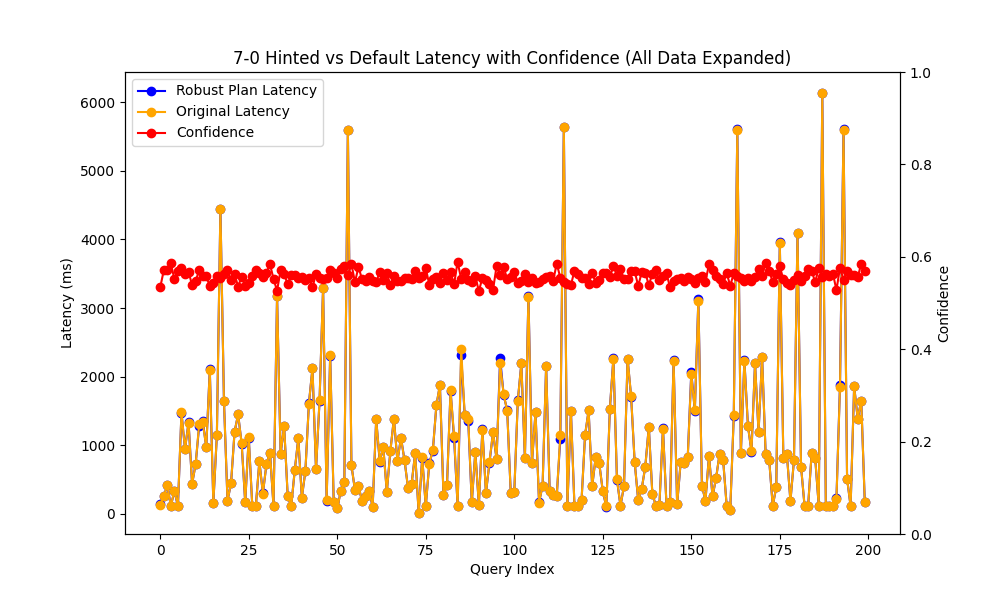 7-0 Hinted vs Default Latency with Confidence (All Data Expanded)
Robust Plan Latency
Original Latency
Confidence
Latency (ms)
6000
5000
4000
3000
2000
1000
0
1.0
0.8
0.6
0.4
0.2
0.0
Confidence
0 25 50 75 100 125 150 175 200
Query Index